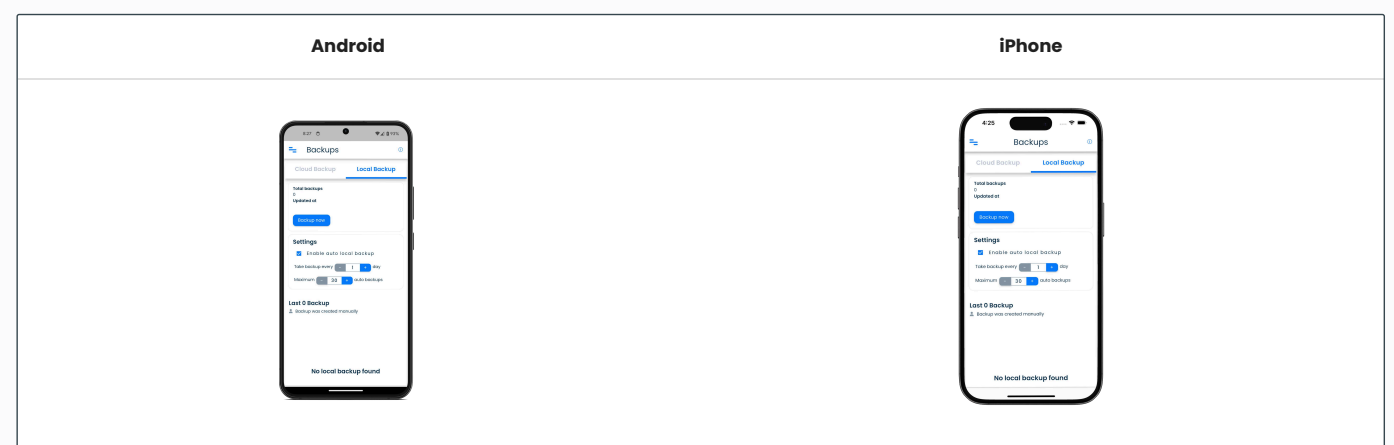 Android
iPhone
Backups
Cloud Backup Local Backup
Total backups
0
Updated at
Backup now
Settings
Enable auto local backup
Take backup every - 1 + day
Maximum - 30 + auto backups
Last 0 Backup
Backup was created manually
No local backup found
4:25
Backups
Cloud Backup Local Backup
Total backups
0
Updated at
Backup now
Settings
Enable auto local backup
Take backup every - 1 + day
Maximum - 30 + auto backups
Last 0 Backup
Backup was created manually
No local backup found